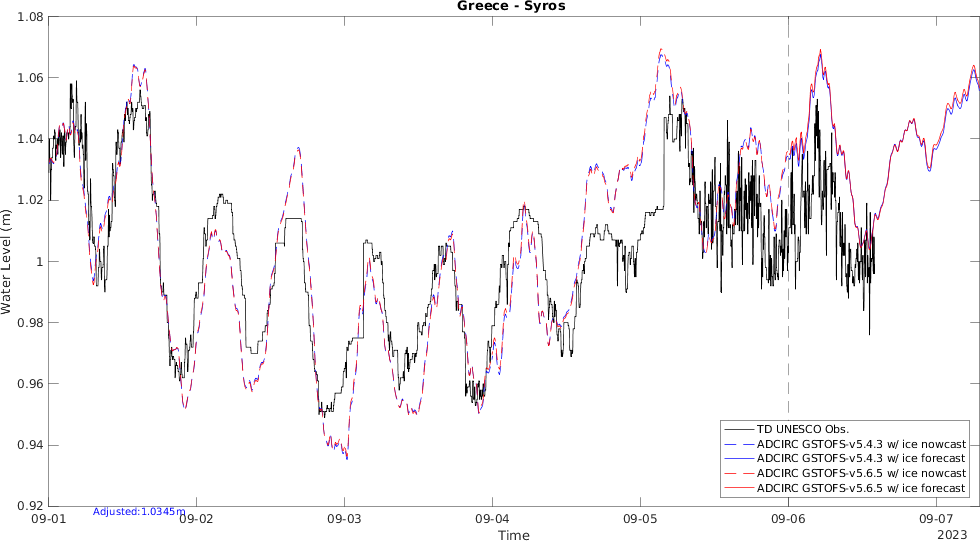 Greece - Syros
1.08
1.06
1.04
1.02
1
0.98
0.96
0.94
0.92
Water Level (m)
TD UNESCO Obs.
ADCIRC GSTOFS-v5.4.3 w/ ice nowcast
ADCIRC GSTOFS-v5.4.3 w/ ice forecast
ADCIRC GSTOFS-v5.6.5 w/ ice nowcast
ADCIRC GSTOFS-v5.6.5 w/ ice forecast
Adjusted:1.0345m
09-01 09-02 09-03 09-04 09-05 09-06 09-07
Time
2023